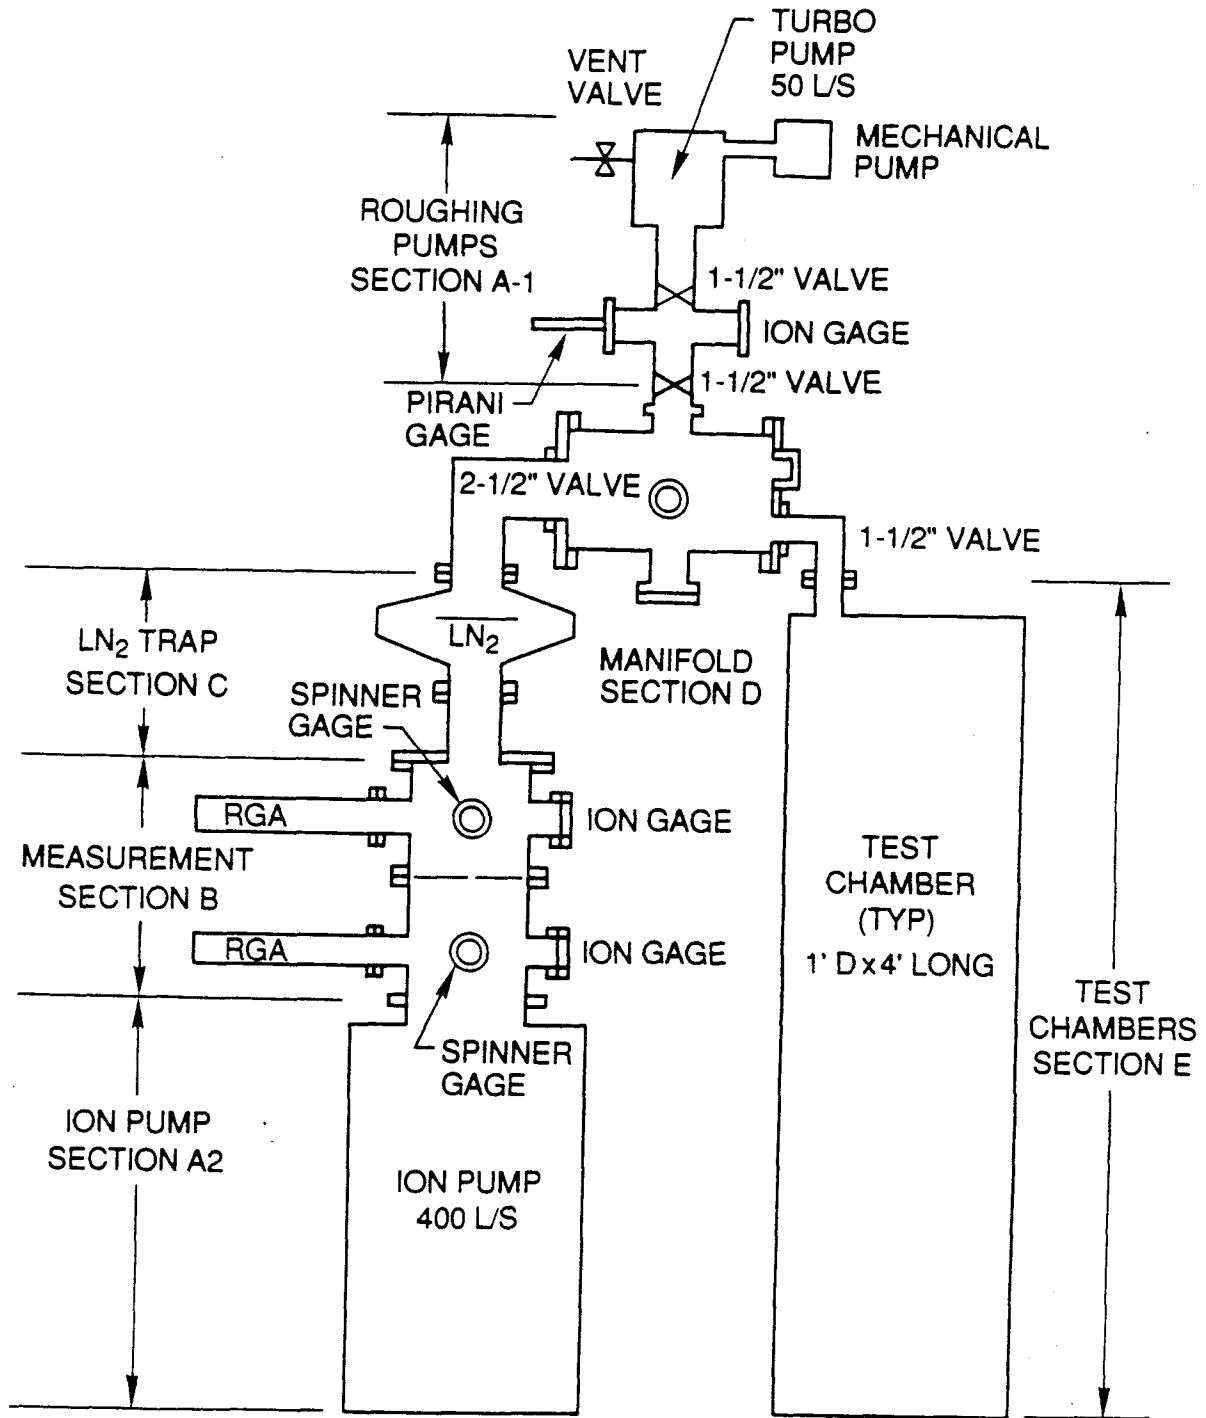 TURBO
PUMP
50 L/S
VENT
VALVE
MECHANICAL
PUMP
ROUGHING
PUMPS
SECTION A-1
1-1/2" VALVE
ION GAGE
1-1/2" VALVE
PIRANI
GAGE
2-1/2" VALVE
1-1/2" VALVE
LN2 TRAP
SECTION C
LN2
MANIFOLD
SECTION D
SPINNER
GAGE
RGA
ION GAGE
MEASUREMENT
SECTION B
TEST
CHAMBER
(TYP)
1' D x 4' LONG
RGA
ION GAGE
TEST
CHAMBERS
SECTION E
SPINNER
GAGE
ION PUMP
SECTION A2
ION PUMP
400 L/S